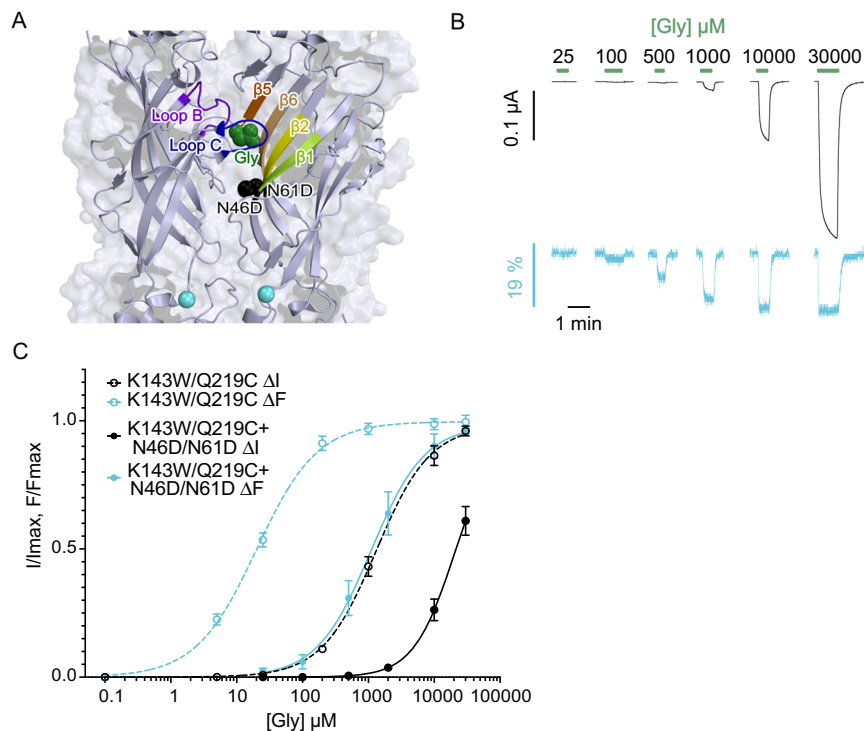 A
β5
β6
Loop B
β2
Loop C
Gly
β1
N61D
N46D
B
[Gly] µM
25 100 500 1000 10000 30000
0.1 µA
19 %
1 min
C
K143W/Q219C ΔI
K143W/Q219C ΔF
K143W/Q219C+
N46D/N61D ΔI
K143W/Q219C+
N46D/N61D ΔF
I/Imax, F/Fmax
1.0
0.5
0.0
0.1 1 10 100 1000 10000 100000
[Gly] µM